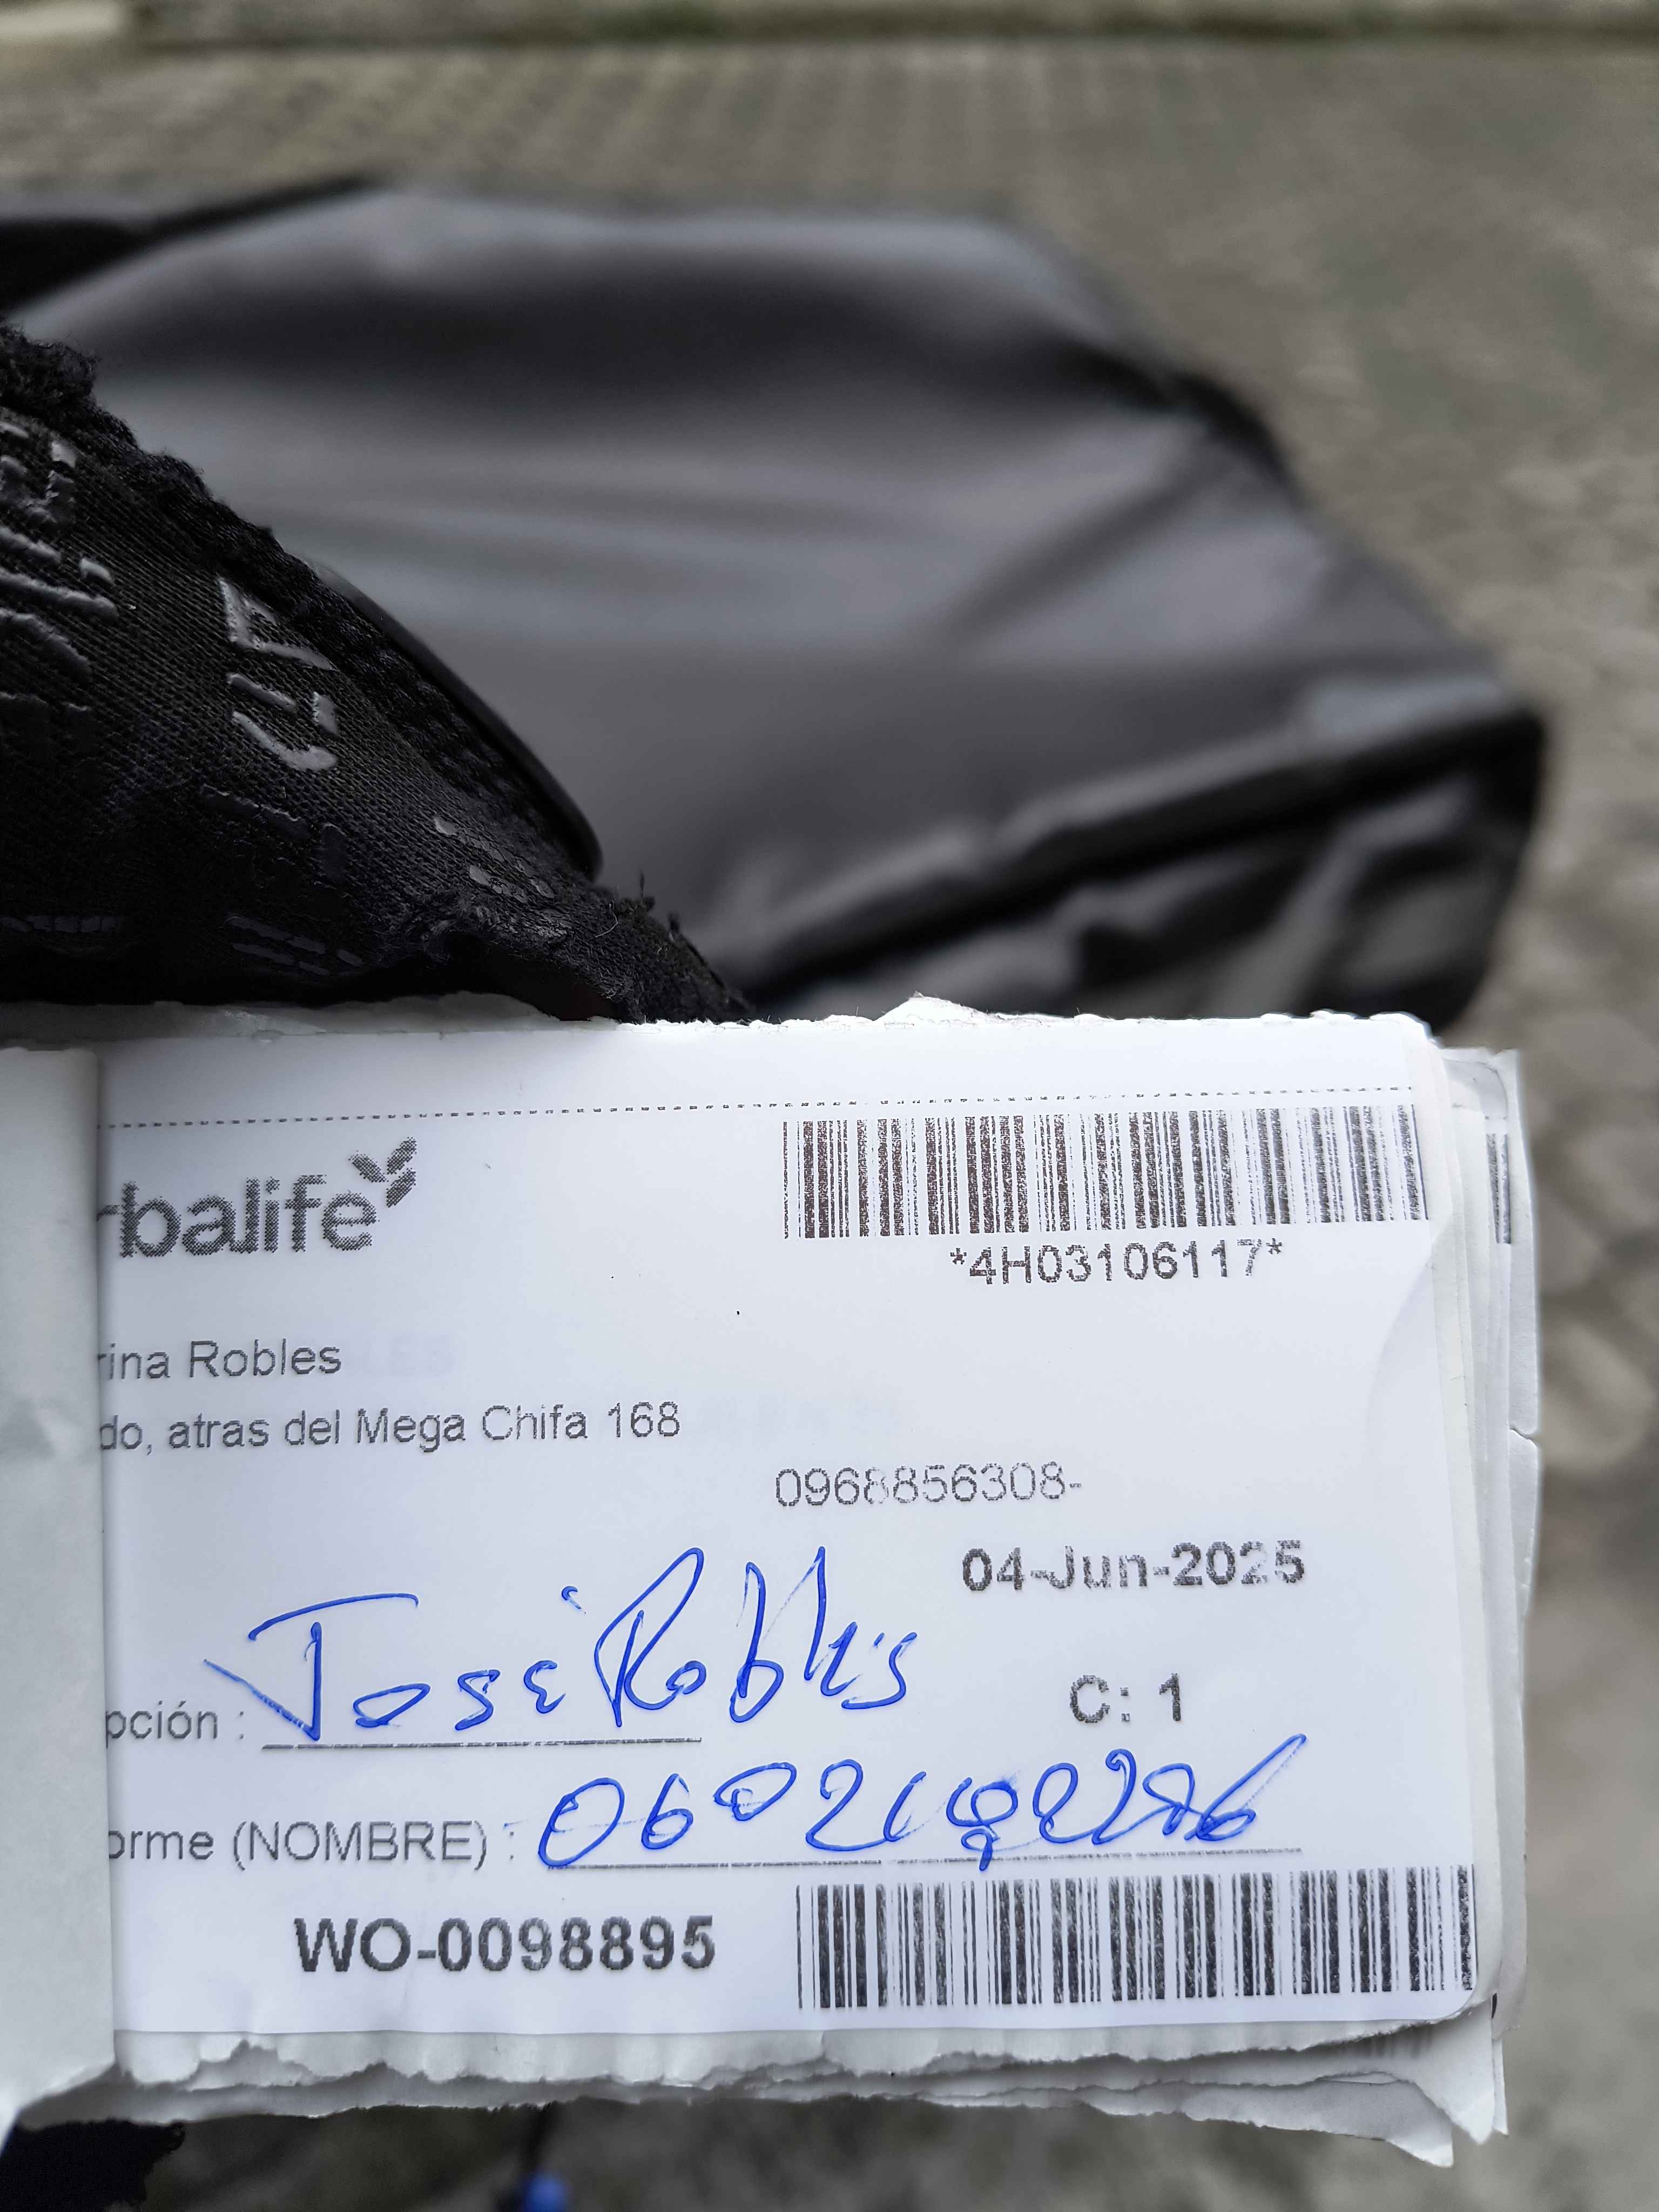 rbalife
*4H03106117*
rina Robles
do, atras del Mega Chifa 168
0968856308-
04-Jun-2025
pción : José Robles
C: 1
orme (NOMBRE) :
WO-0098895